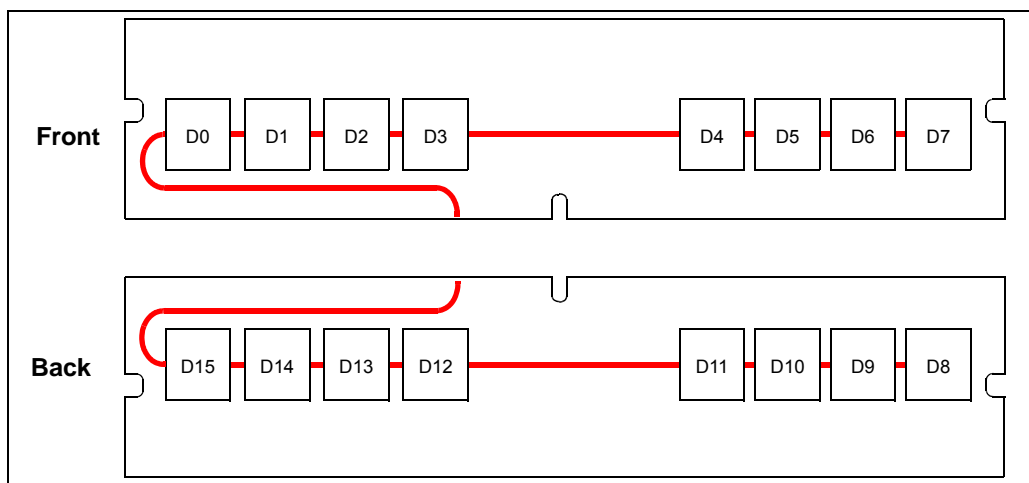 Front
D0 D1 D2 D3 D4 D5 D6 D7
Back
D15 D14 D13 D12 D11 D10 D9 D8